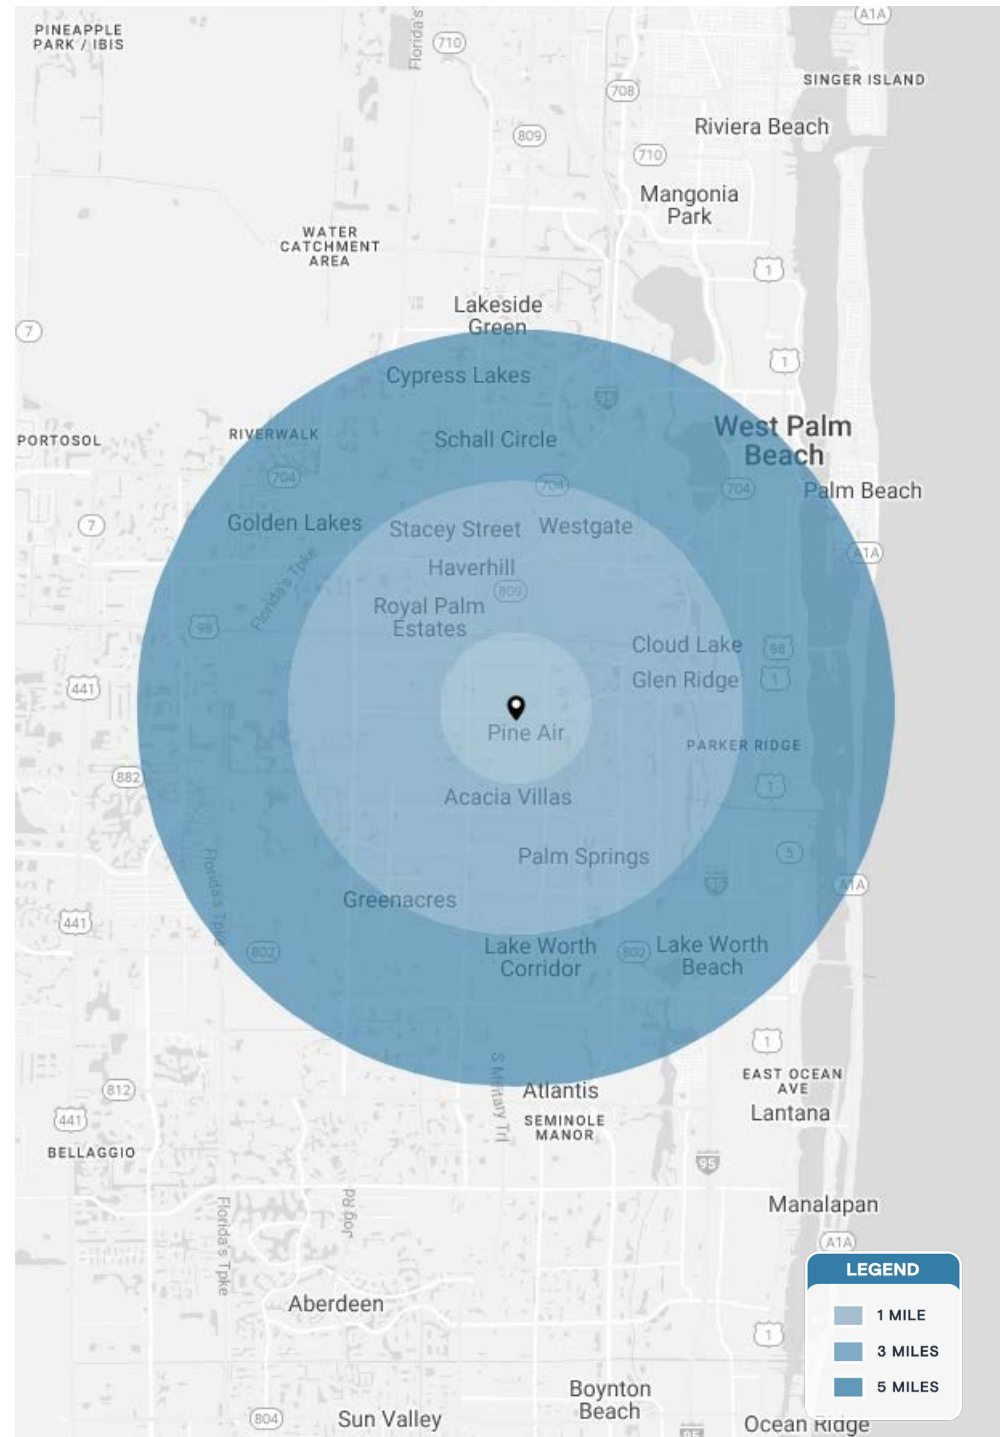 A1A
PINEAPPLE
PARK / IBIS
Florida's
710
SINGER ISLAND
708
Riviera Beach
809
710
Mangonia
Park
WATER
CATCHMENT
AREA
1
Lakeside
Green
7
1
Cypress Lakes
95
West Palm
Beach
PORTOSOL
RIVERWALK
Schall Circle
704
704
704
Palm Beach
7
Golden Lakes
Stacey Street
Westgate
A1A
Florida's Tpke
Haverhill
809
Royal Palm
Estates
98
Cloud Lake
98
441
Glen Ridge
1
Pine Air
PARKER RIDGE
882
1
Acacia Villas
5
Palm Springs
Florida's Tpke
95
A1A
Greenacres
441
802
Lake Worth
Corridor
802
Lake Worth
Beach
1
S Military Trl
EAST OCEAN
AVE
812
Atlantis
441
SEMINOLE
MANOR
Lantana
BELLAGGIO
95
Jog Rd
Manalapan
Florida's Tpke
A1A
LEGEND
1 MILE
3 MILES
5 MILES
Aberdeen
1
Boynton
Beach
804
Sun Valley
95
Ocean Ridge